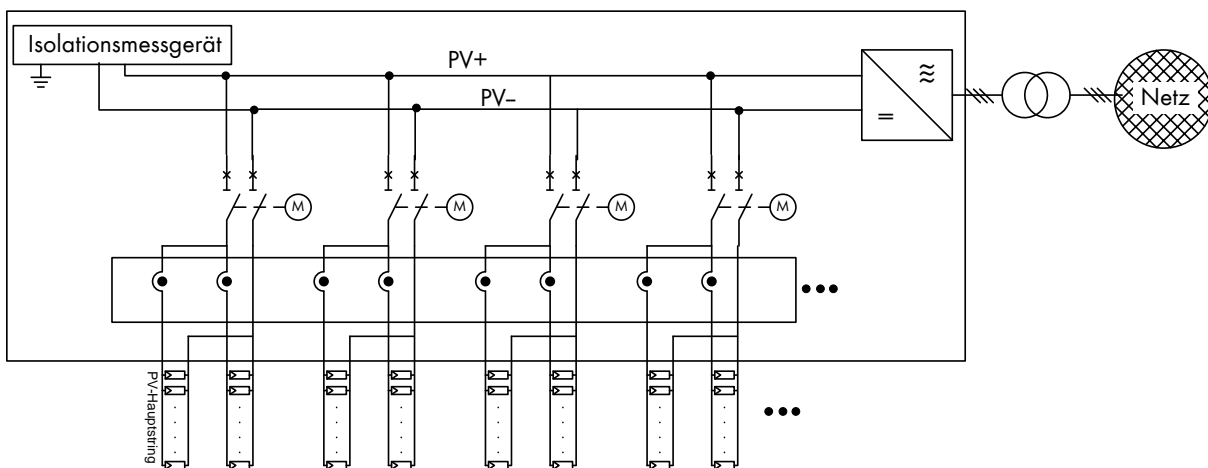 Isolationsmessgerät
PV+
PV–
Netz
M M M M
PV-Hauptstring